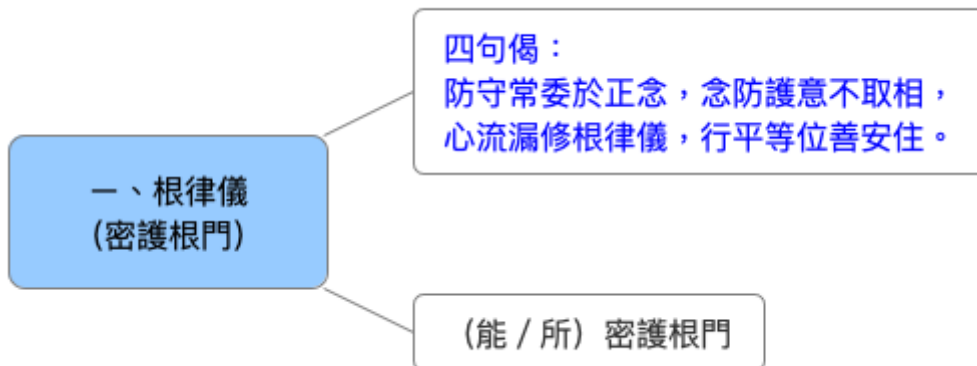 四句偈：
防守常委於正念，念防護意不取相，
心流漏修根律儀，行平等位善安住。
一、根律儀
（密護根門）
（能 / 所）密護根門